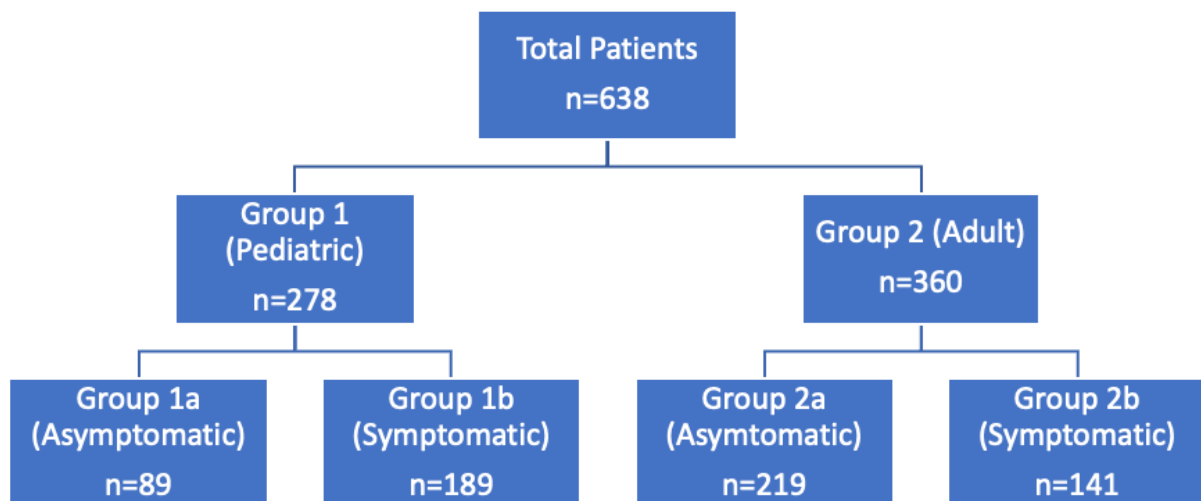 Total Patients
n=638
Group 1
(Pediatric)
n=278
Group 2 (Adult)
n=360
Group 1a
(Asymptomatic)
n=89
Group 1b
(Symptomatic)
n=189
Group 2a
(Asymtomatic)
n=219
Group 2b
(Symptomatic)
n=141